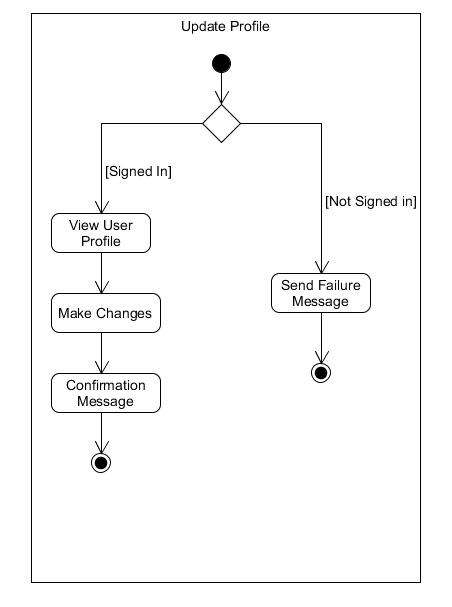 Update Profile
[Signed In]
[Not Signed in]
View User
Profile
Send Failure
Message
Make Changes
Confirmation
Message